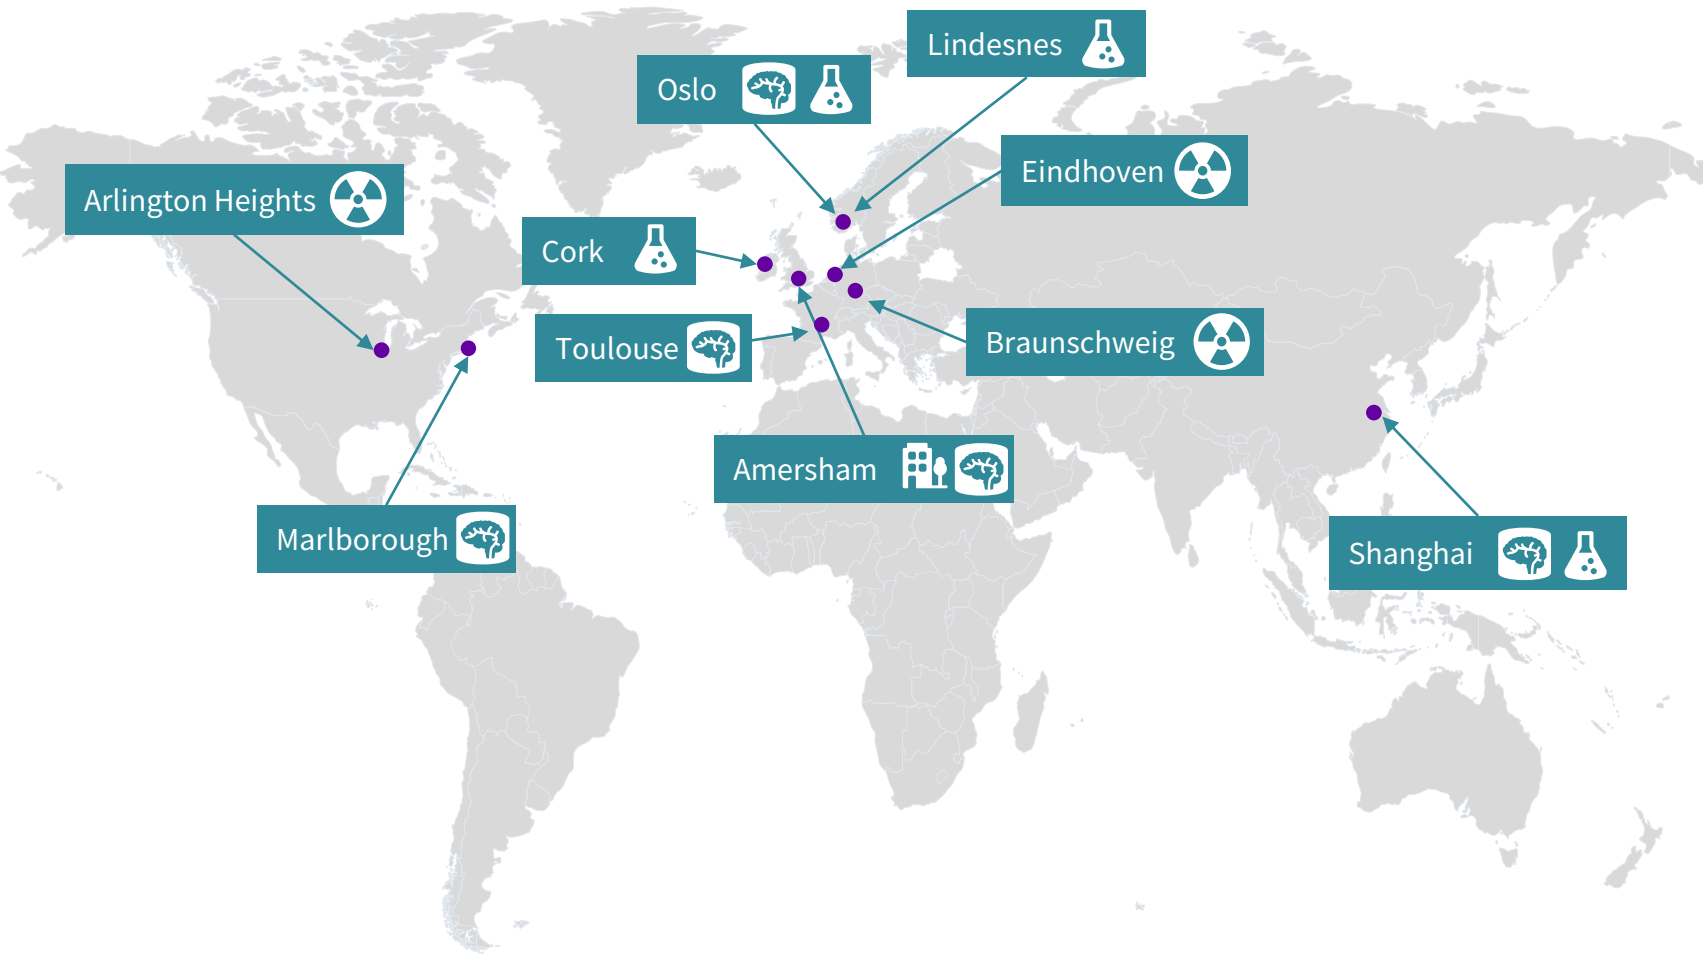 Lindesnes
Oslo
Eindhoven
Arlington Heights
Cork
Braunschweig
Toulouse
Amersham
Marlborough
Shanghai